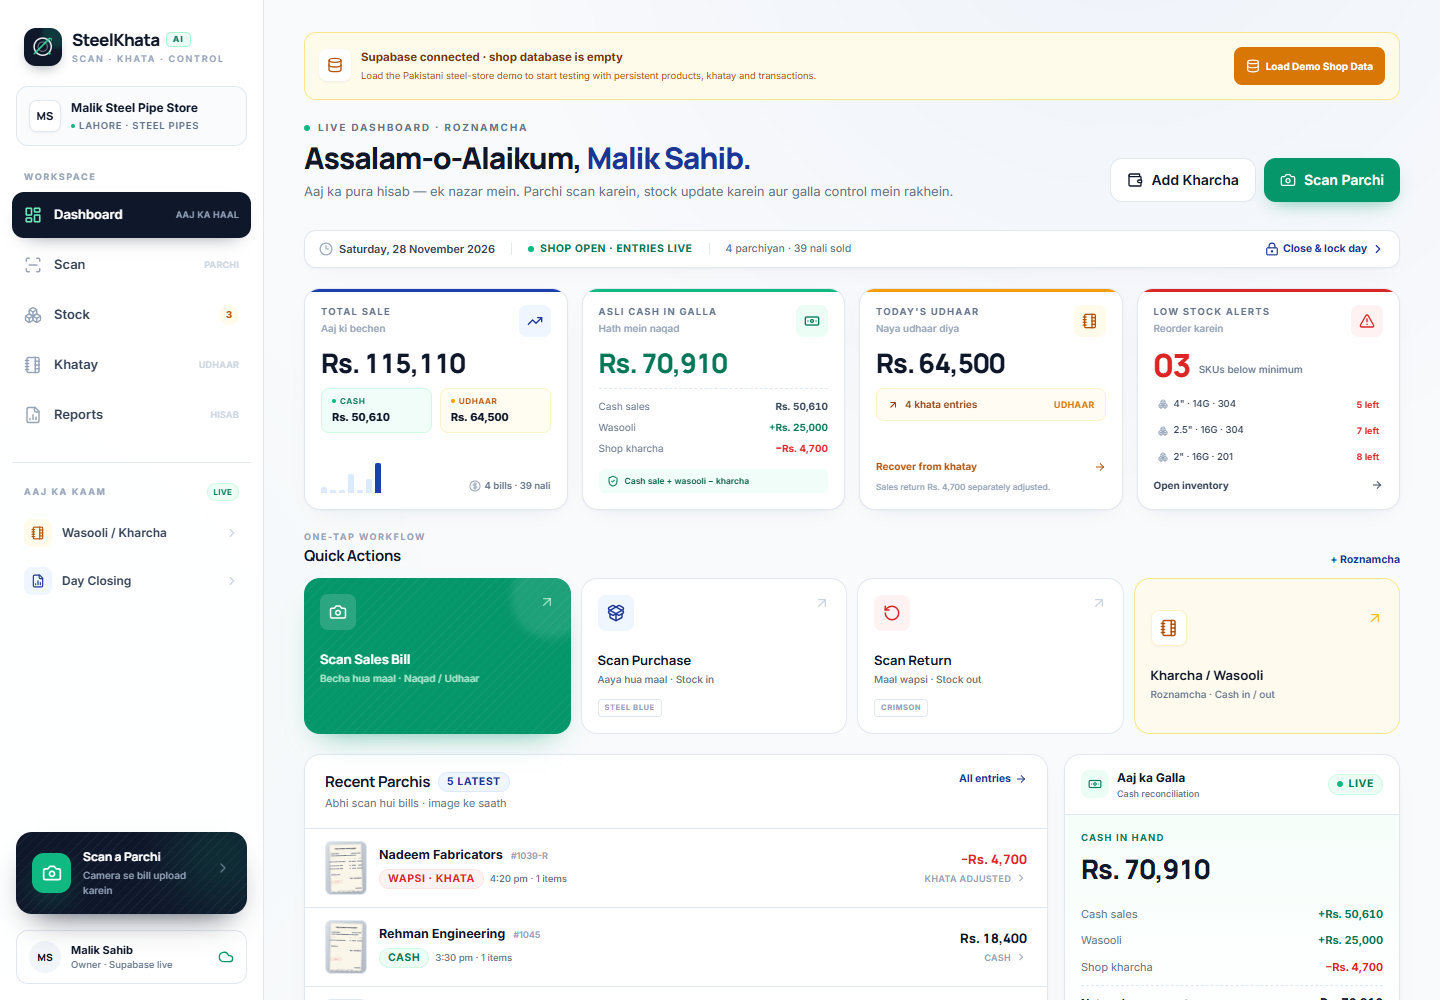 SteelKhata AI
SCAN · KHATA · CONTROL
MS
Malik Steel Pipe Store
LAHORE · STEEL PIPES
WORKSPACE
Dashboard AAJ KA HAAL
Scan PARCHI
Stock 3
Khatay UDHAAR
Reports HISAB
AAJ KA KAAM LIVE
Wasooli / Kharcha
Day Closing
Scan a Parchi
Camera se bill upload
karein
MS
Malik Sahib
Owner · Supabase live
Supabase connected · shop database is empty
Load the Pakistani steel-store demo to start testing with persistent products, khatay and transactions.
Load Demo Shop Data
LIVE DASHBOARD · ROZNAMCHA
Assalam-o-Alaikum, Malik Sahib.
Aaj ka pura hisab — ek nazar mein. Parchi scan karein, stock update karein aur galla control mein rakhein.
Add Kharcha
Scan Parchi
Saturday, 28 November 2026
SHOP OPEN · ENTRIES LIVE
4 parchiyan · 39 nali sold
Close & lock day
TOTAL SALE
Aaj ki bechen
Rs. 115,110
CASH
Rs. 50,610
UDHAAR
Rs. 64,500
4 bills · 39 nali
ASLI CASH IN GALLA
Hath mein naqad
Rs. 70,910
Cash sales Rs. 50,610
Wasooli +Rs. 25,000
Shop kharcha −Rs. 4,700
Cash sale + wasooli − kharcha
TODAY'S UDHAAR
Naya udhaar diya
Rs. 64,500
4 khata entries UDHAAR
Recover from khatay
Sales return Rs. 4,700 separately adjusted.
LOW STOCK ALERTS
Reorder karein
03 SKUs below minimum
4" · 14G · 304 5 left
2.5" · 16G · 304 7 left
2" · 16G · 201 8 left
Open inventory
ONE-TAP WORKFLOW
Quick Actions
+ Roznamcha
Scan Sales Bill
Becha hua maal · Naqad / Udhaar
Scan Purchase
Aaya hua maal · Stock in
STEEL BLUE
Scan Return
Maal wapsi · Stock out
CRIMSON
Kharcha / Wasooli
Roznamcha · Cash in / out
Recent Parchis 5 LATEST
Abhi scan hui bills · image ke saath
All entries
Nadeem Fabricators #1039-R
WAPSI · KHATA 4:20 pm · 1 items
−Rs. 4,700
KHATA ADJUSTED
Rehman Engineering #1045
CASH 3:30 pm · 1 items
Rs. 18,400
CASH
Aaj ka Galla
Cash reconciliation
LIVE
CASH IN HAND
Rs. 70,910
Cash sales +Rs. 50,610
Wasooli +Rs. 25,000
Shop kharcha −Rs. 4,700